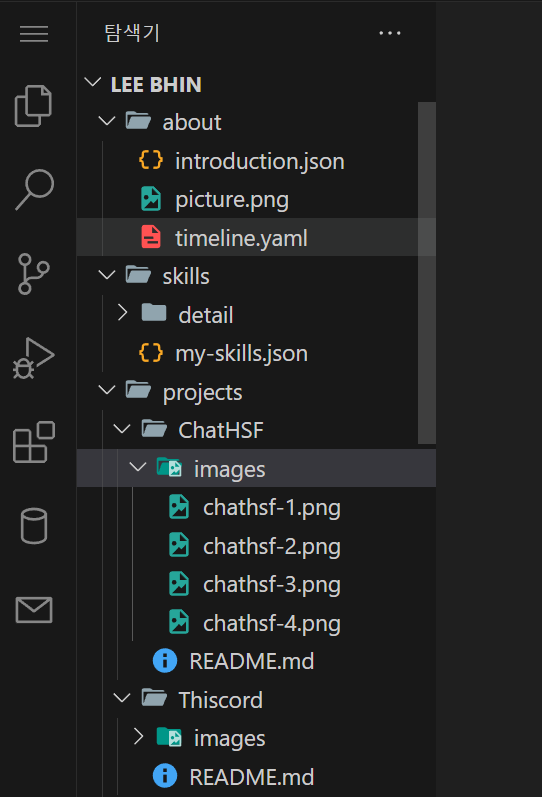 탐색기
LEE BHIN
about
introduction.json
picture.png
timeline.yaml
skills
detail
my-skills.json
projects
ChatHSF
images
chathsf-1.png
chathsf-2.png
chathsf-3.png
chathsf-4.png
README.md
Thiscord
images
README.md